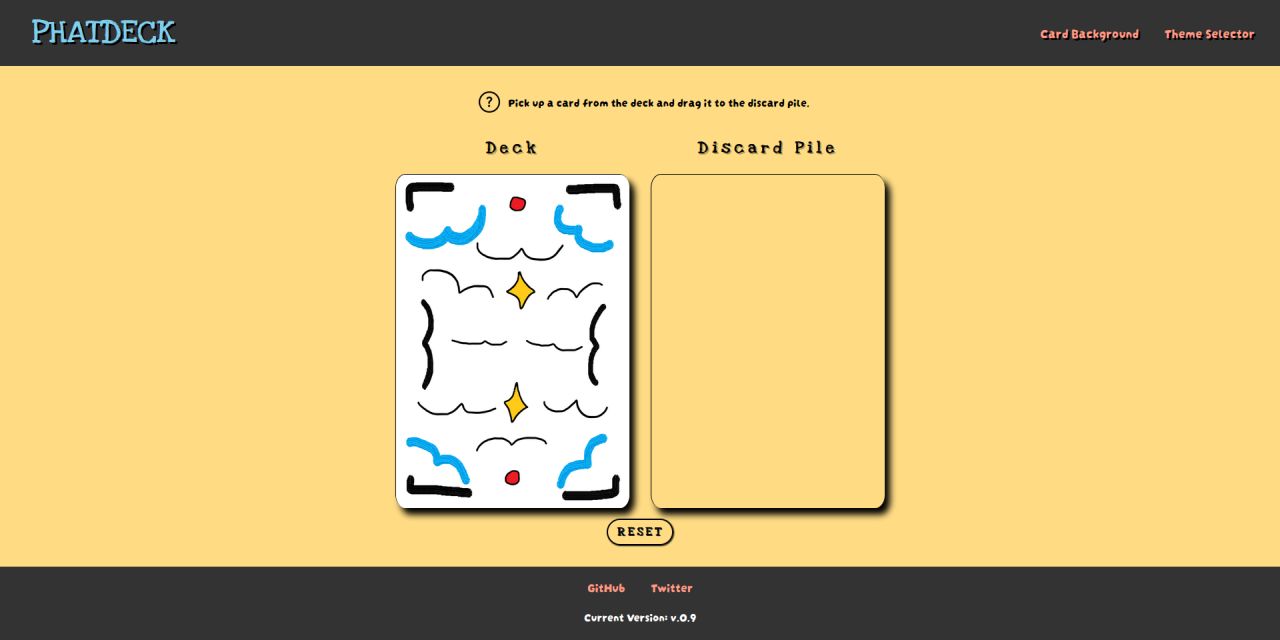 PHATDECK
Card Background Theme Selector
? Pick up a card from the deck and drag it to the discard pile.
Deck Discard Pile
RESET
GitHub Twitter
Current Version: v.0.9